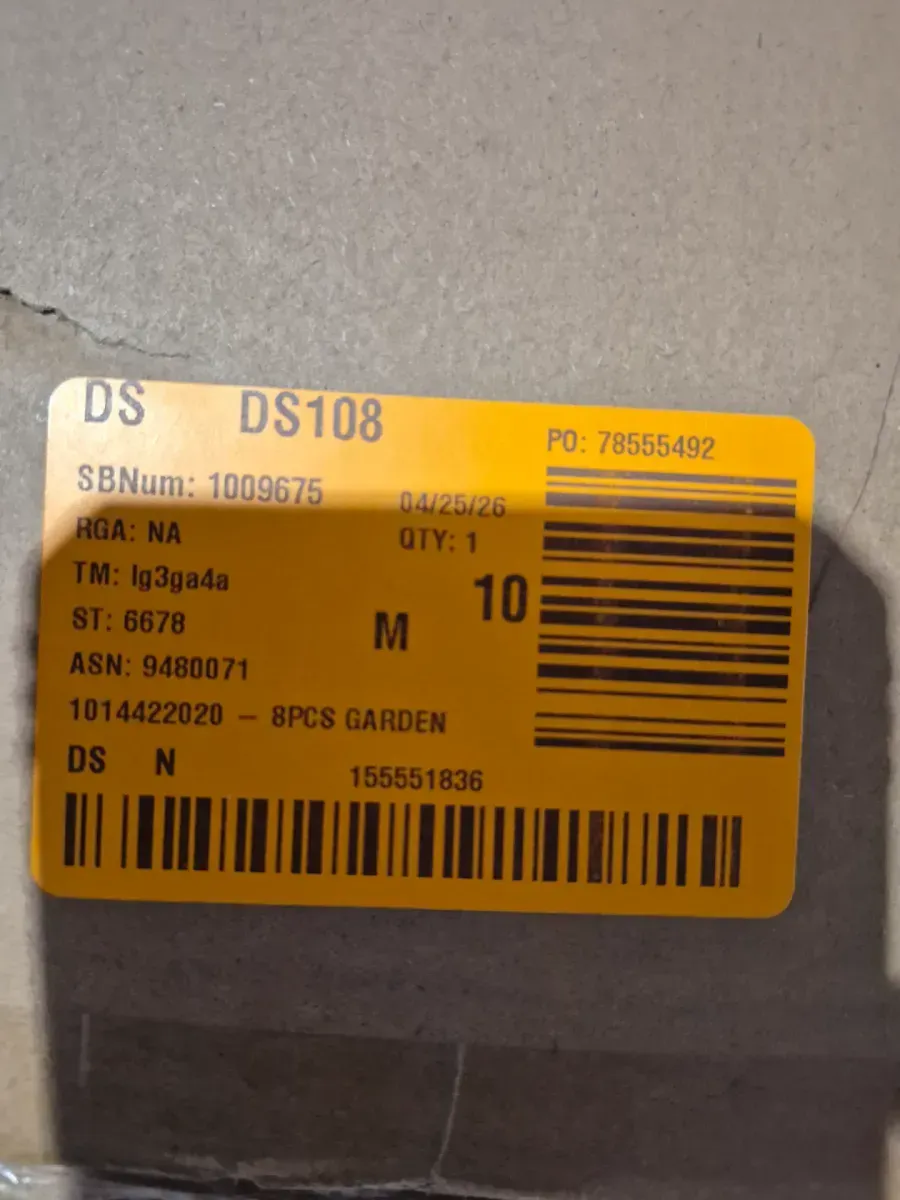 DS DS108
PO: 78555492
SBNum: 1009675
04/25/26
RGA: NA
QTY: 1
TM: lg3ga4a
10
ST: 6678
M
ASN: 9480071
1014422020 - 8PCS GARDEN
DS N
155551836